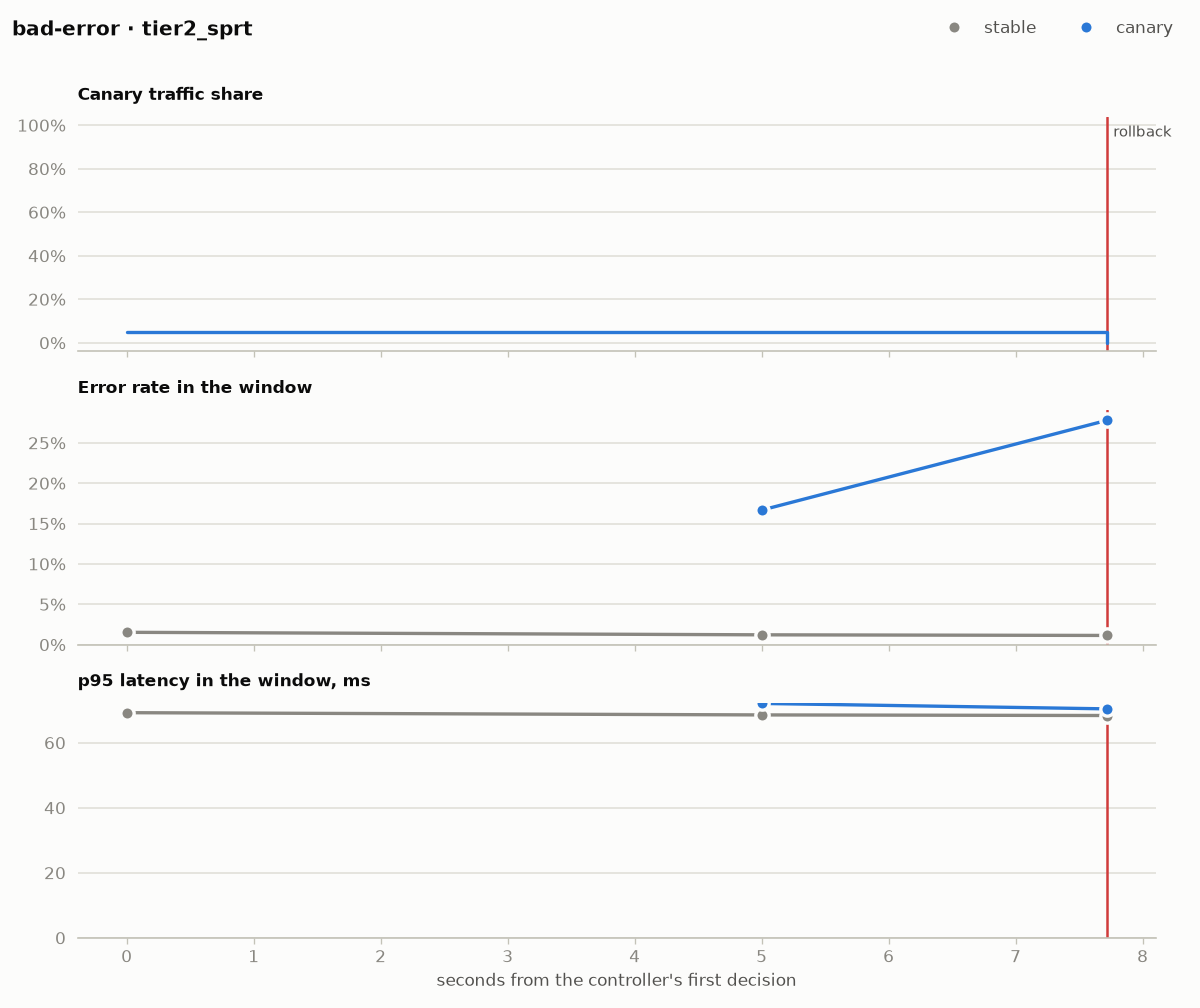 bad-error · tier2_sprt
stable canary
Canary traffic share
100%
rollback
80%
60%
40%
20%
0%
Error rate in the window
25%
20%
15%
10%
5%
0%
p95 latency in the window, ms
60
40
20
0
0 1 2 3 4 5 6 7 8
seconds from the controller's first decision